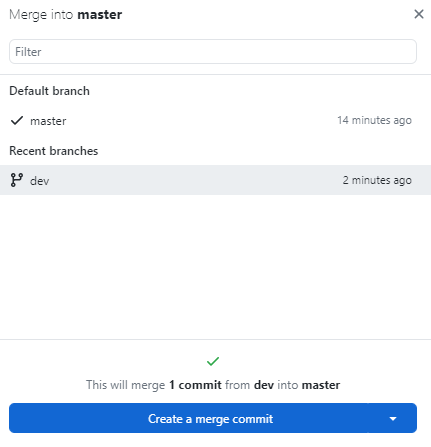 Merge into master
Filter
Default branch
master 14 minutes ago
Recent branches
dev 2 minutes ago
This will merge 1 commit from dev into master
Create a merge commit